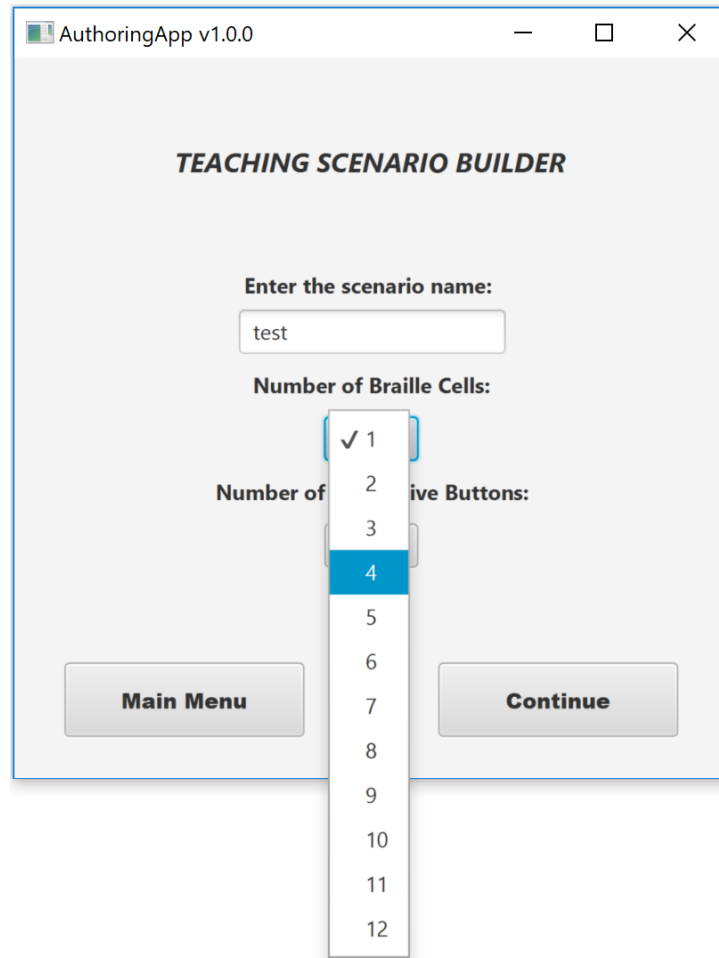 AuthoringApp v1.0.0
TEACHING SCENARIO BUILDER
Enter the scenario name:
test
Number of Braille Cells:
✓ 1
2
Number of ive Buttons:
3
4
5
6
Main Menu
Continue
7
8
9
10
11
12